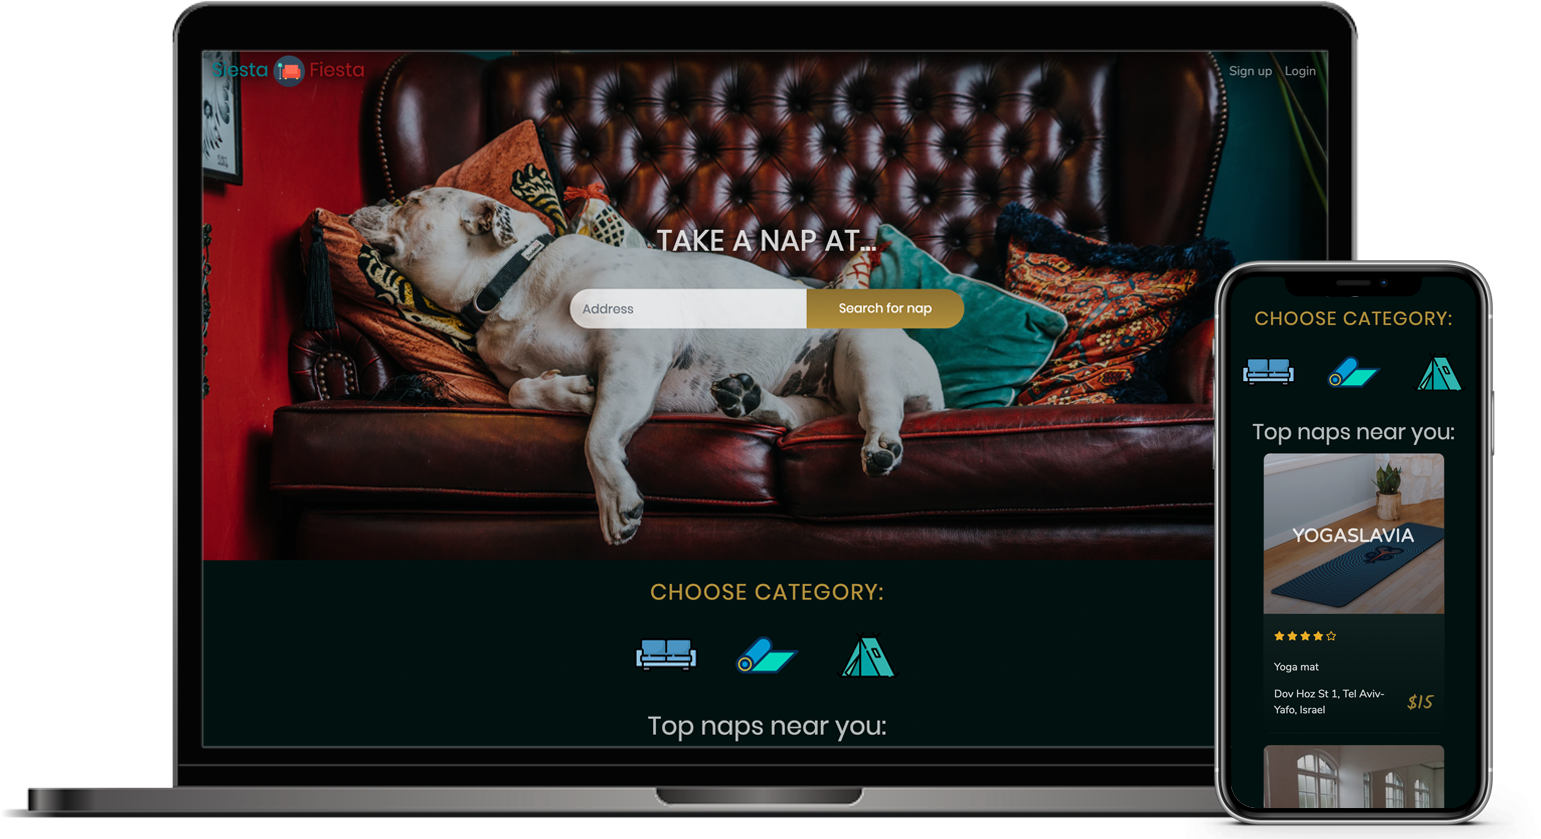 Siesta Fiesta
Sign up Login
TAKE A NAP AT...
Address
Search for nap
CHOOSE CATEGORY:
Top naps near you:
CHOOSE CATEGORY:
Top naps near you:
YOGASLAVIA
Yoga mat
Dov Hoz St 1, Tel Aviv-
Yafo, Israel
$15